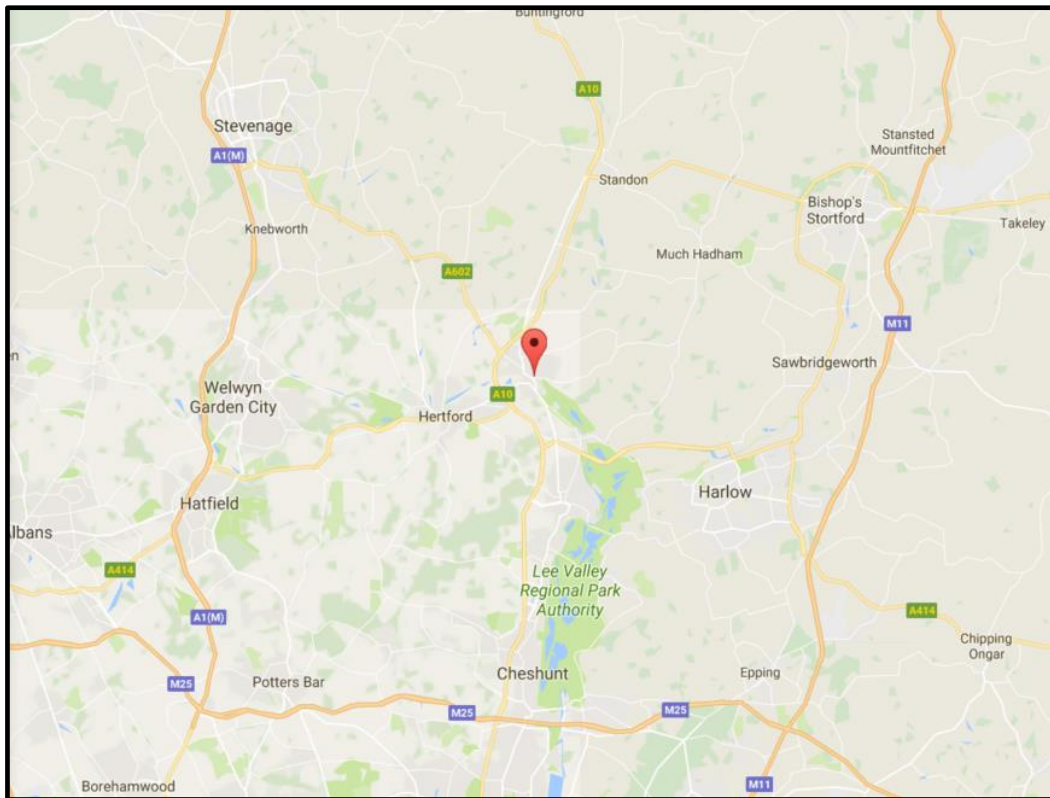 Buntingford
A10
Stevenage
A1(M)
Stansted
Mountfitchet
Standon
Bishop's
Stortford
Takeley
Knebworth
Much Hadham
A602
M11
en
Sawbridgeworth
Welwyn
Garden City
A10
Hertford
Harlow
Hatfield
Albans
A414
Lee Valley
Regional Park
Authority
A1(M)
A414
Chipping
Ongar
Cheshunt
Epping
M25
Potters Bar
M25
M25
Borehamwood
M11